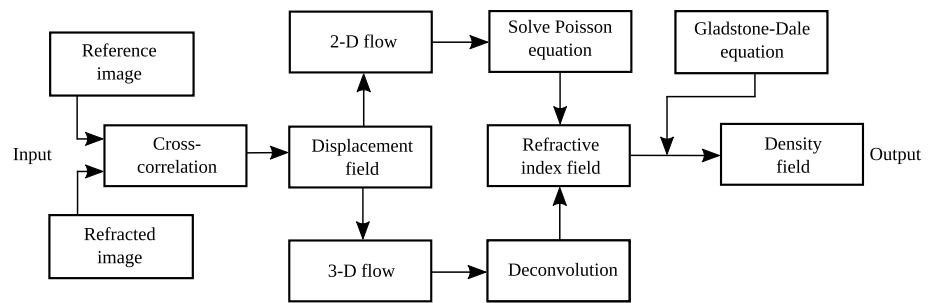 Reference
image
Input
Refracted
image
Cross-
correlation
Displacement
field
2-D flow
3-D flow
Solve Poisson
equation
Deconvolution
Refractive
index field
Gladstone-Dale
equation
Density
field
Output